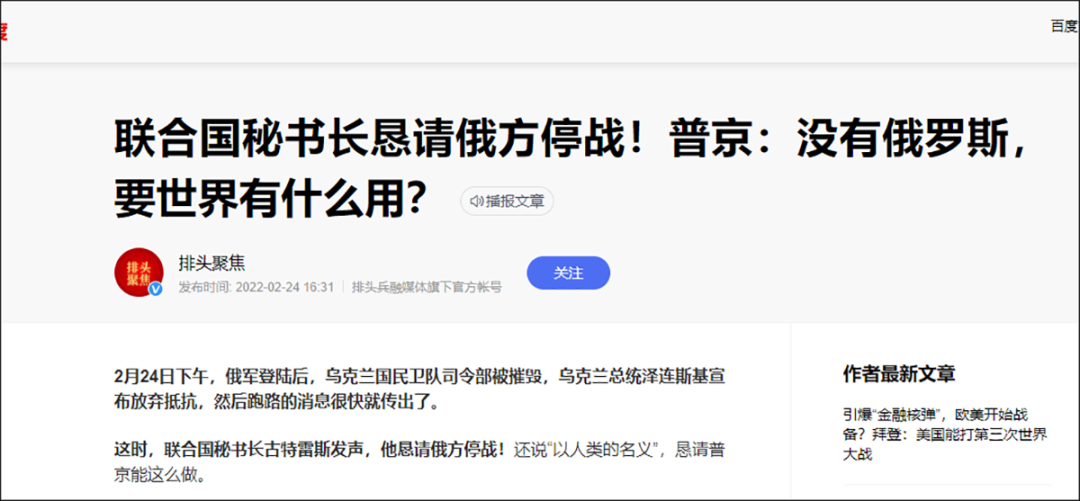 度
百度
联合国秘书长恳请俄方停战！普京：没有俄罗斯，
要世界有什么用？
播报文章
排头
聚焦
排头聚焦
关注
发布时间: 2022-02-24 16:31
排头兵融媒体旗下官方帐号
2月24日下午，俄军登陆后，乌克兰国民卫队司令部被摧毁，乌克兰总统泽连斯基宣
布放弃抵抗，然后跑路的消息很快就传出了。
这时，联合国秘书长古特雷斯发声，他恳请俄方停战！还说“以人类的名义”，恳请普
京能这么做。
作者最新文章
引爆“金融核弹”，欧美开始战
备？拜登：美国能打第三次世界
大战